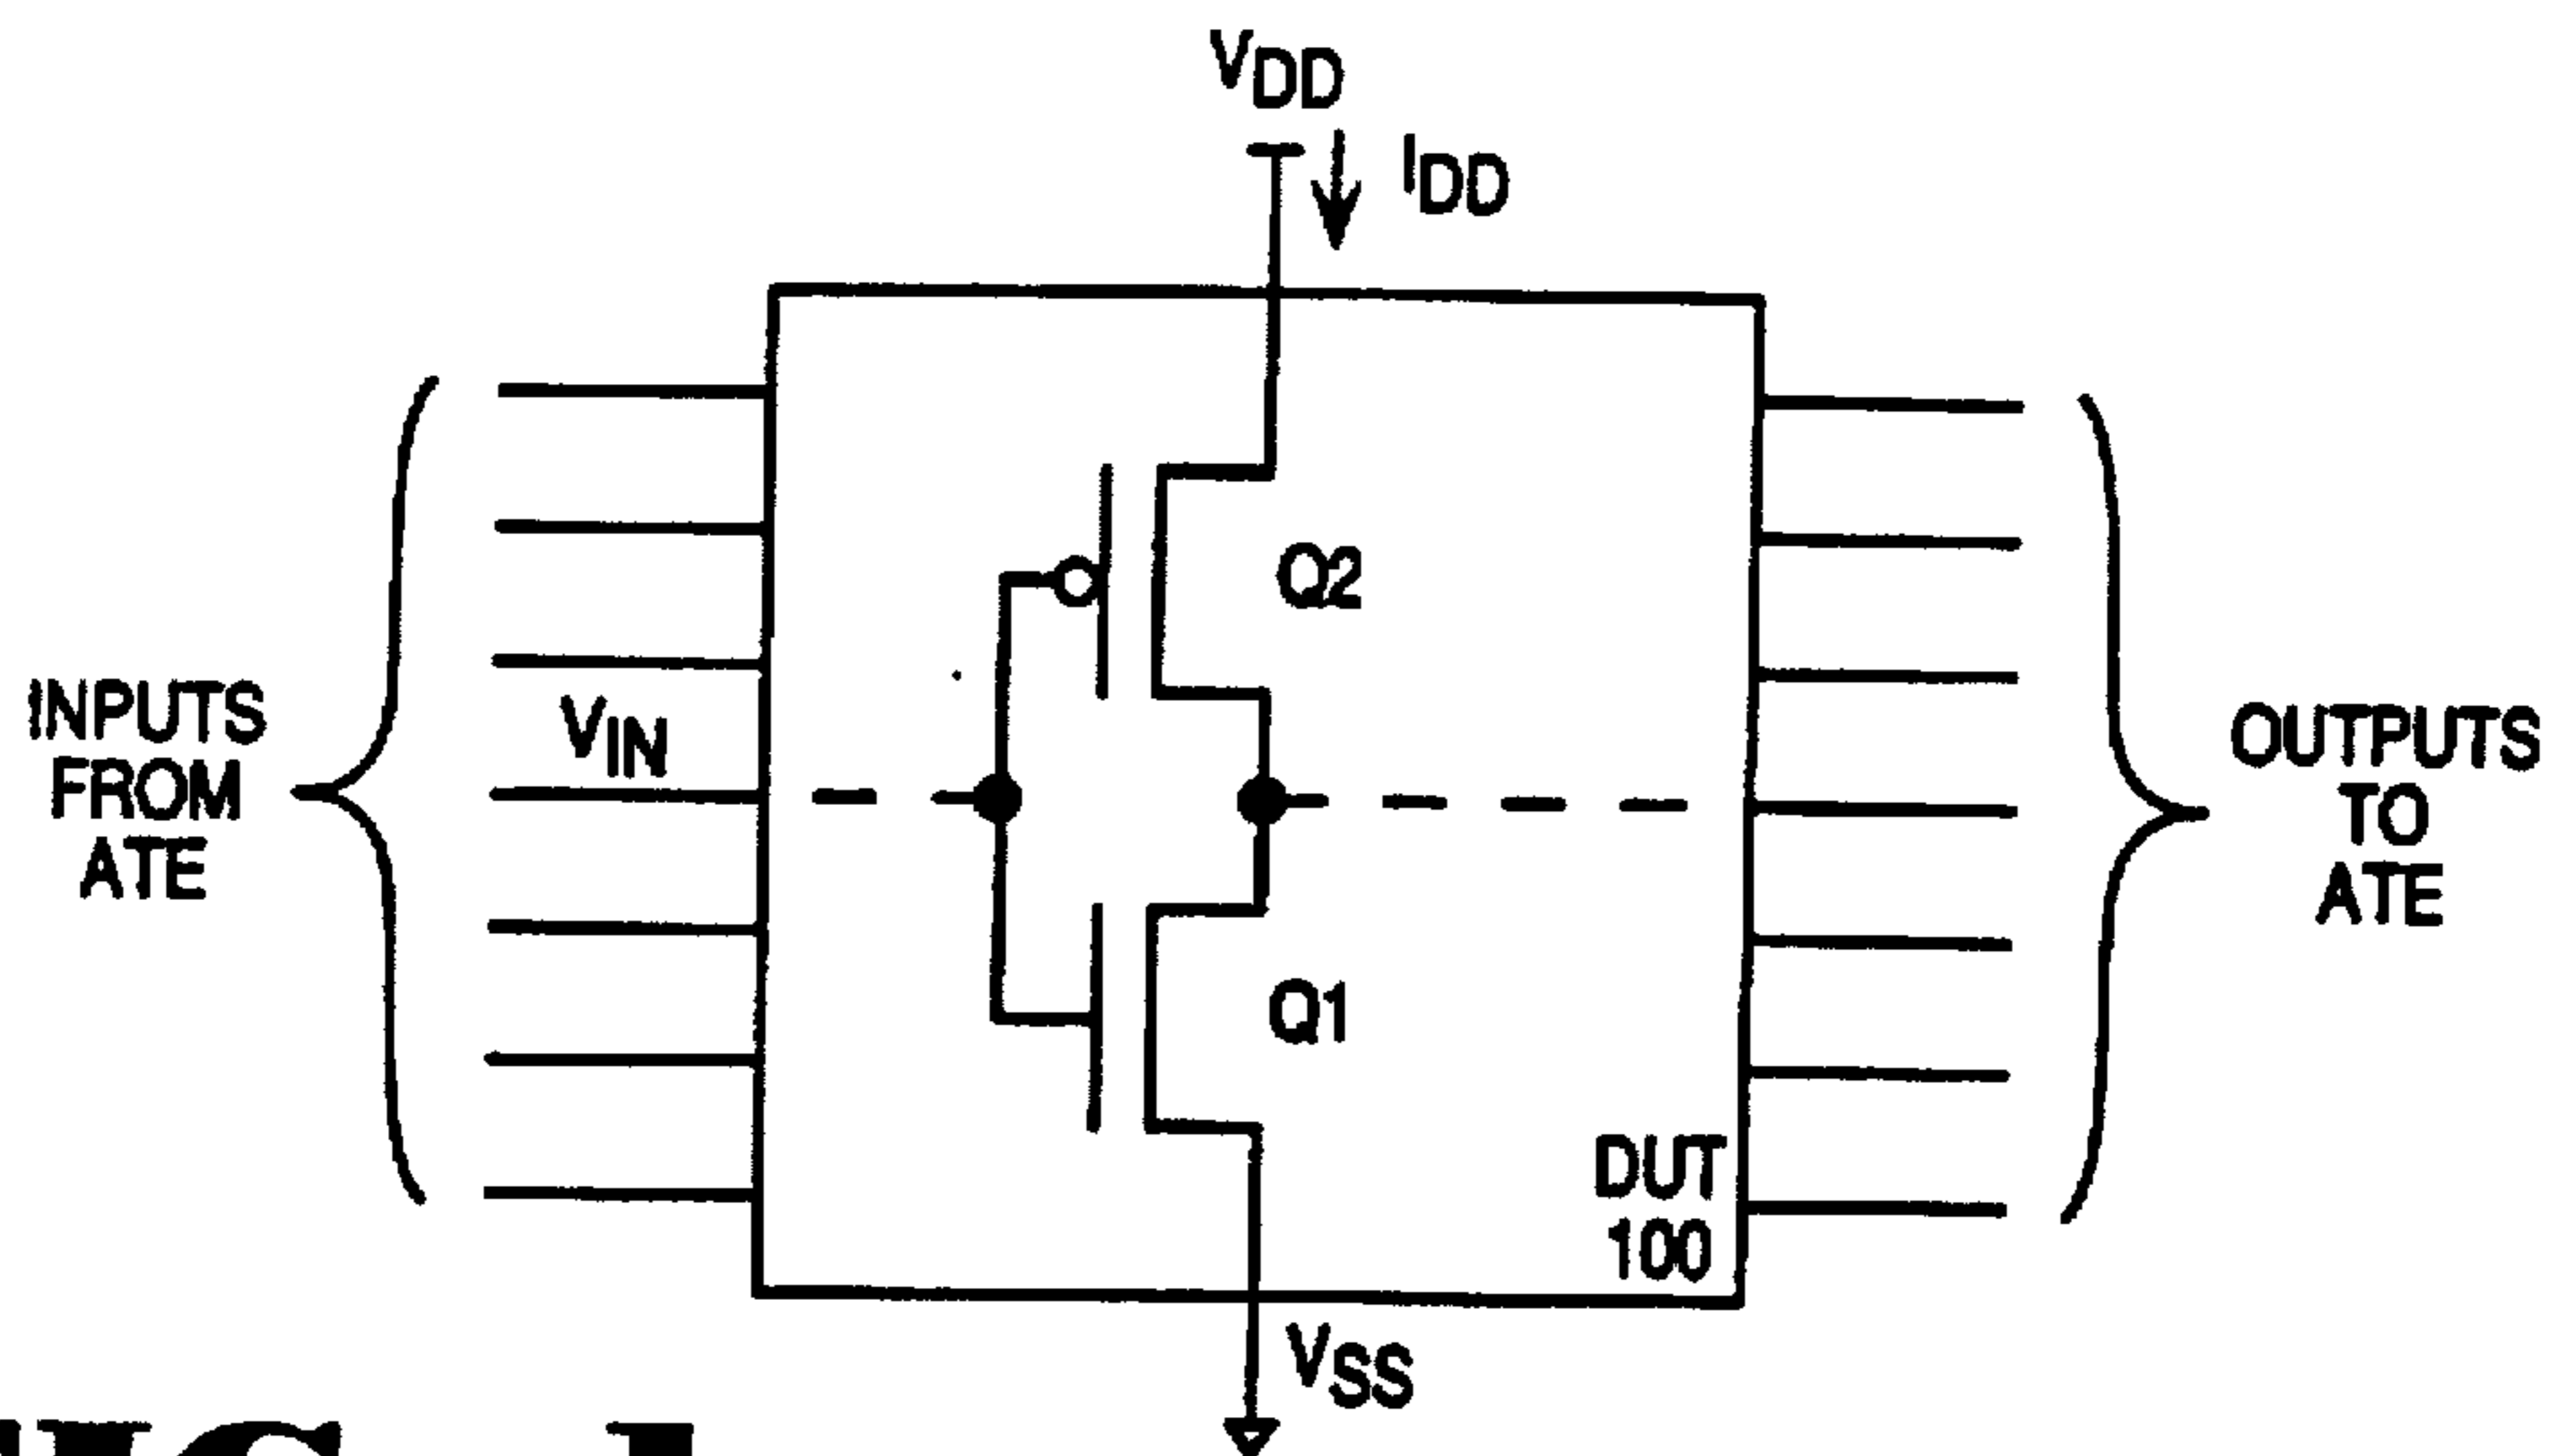 VDD
IDD
Q2
INPUTS
FROM
ATE
VIN
OUTPUTS
TO
ATE
Q1
DUT
100
VSS